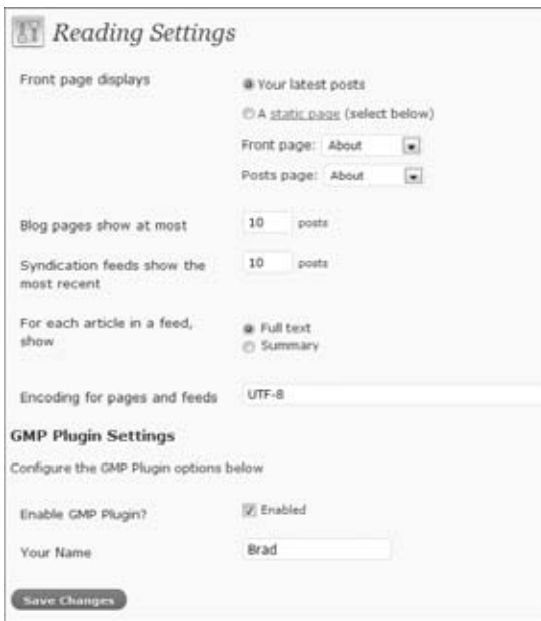 Reading Settings
Front page displays
Your latest posts
A static page (select below)
Front page: About
Posts page: About
Blog pages show at most 10 posts
Syndication feeds show the most recent 10 posts
For each article in a feed, show
Full text
Summary
Encoding for pages and feeds UTF-8
GMP Plugin Settings
Configure the GMP Plugin options below
Enable GMP Plugin? Enabled
Your Name Brad
Save Changes